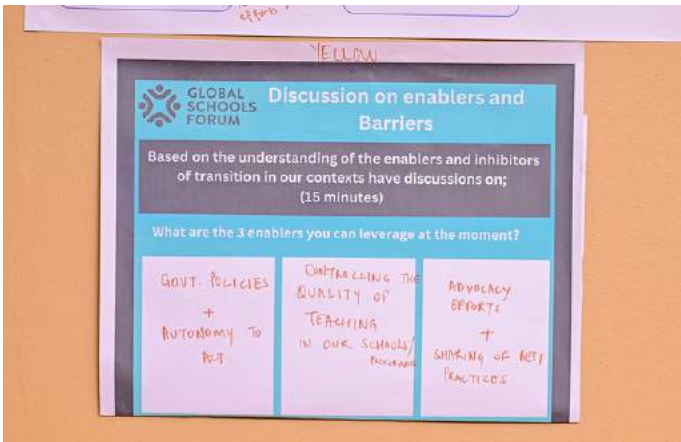 efforts
YELLOW
GLOBAL
SCHOOLS
FORUM
Discussion on enablers and
Barriers
Based on the understanding of the enablers and inhibitors
of transition in our contexts have discussions on;
(15 minutes)
What are the 3 enablers you can leverage at the moment?
GOVT. POLICIES
+
AUTONOMY TO
ACT
CONTROLLING THE
QUALITY OF
TEACHING
IN OUR SCHOOLS/
PROGRAMS
ADVOCACY
EFFORTS
+
SHARING OF BEST
PRACTICES